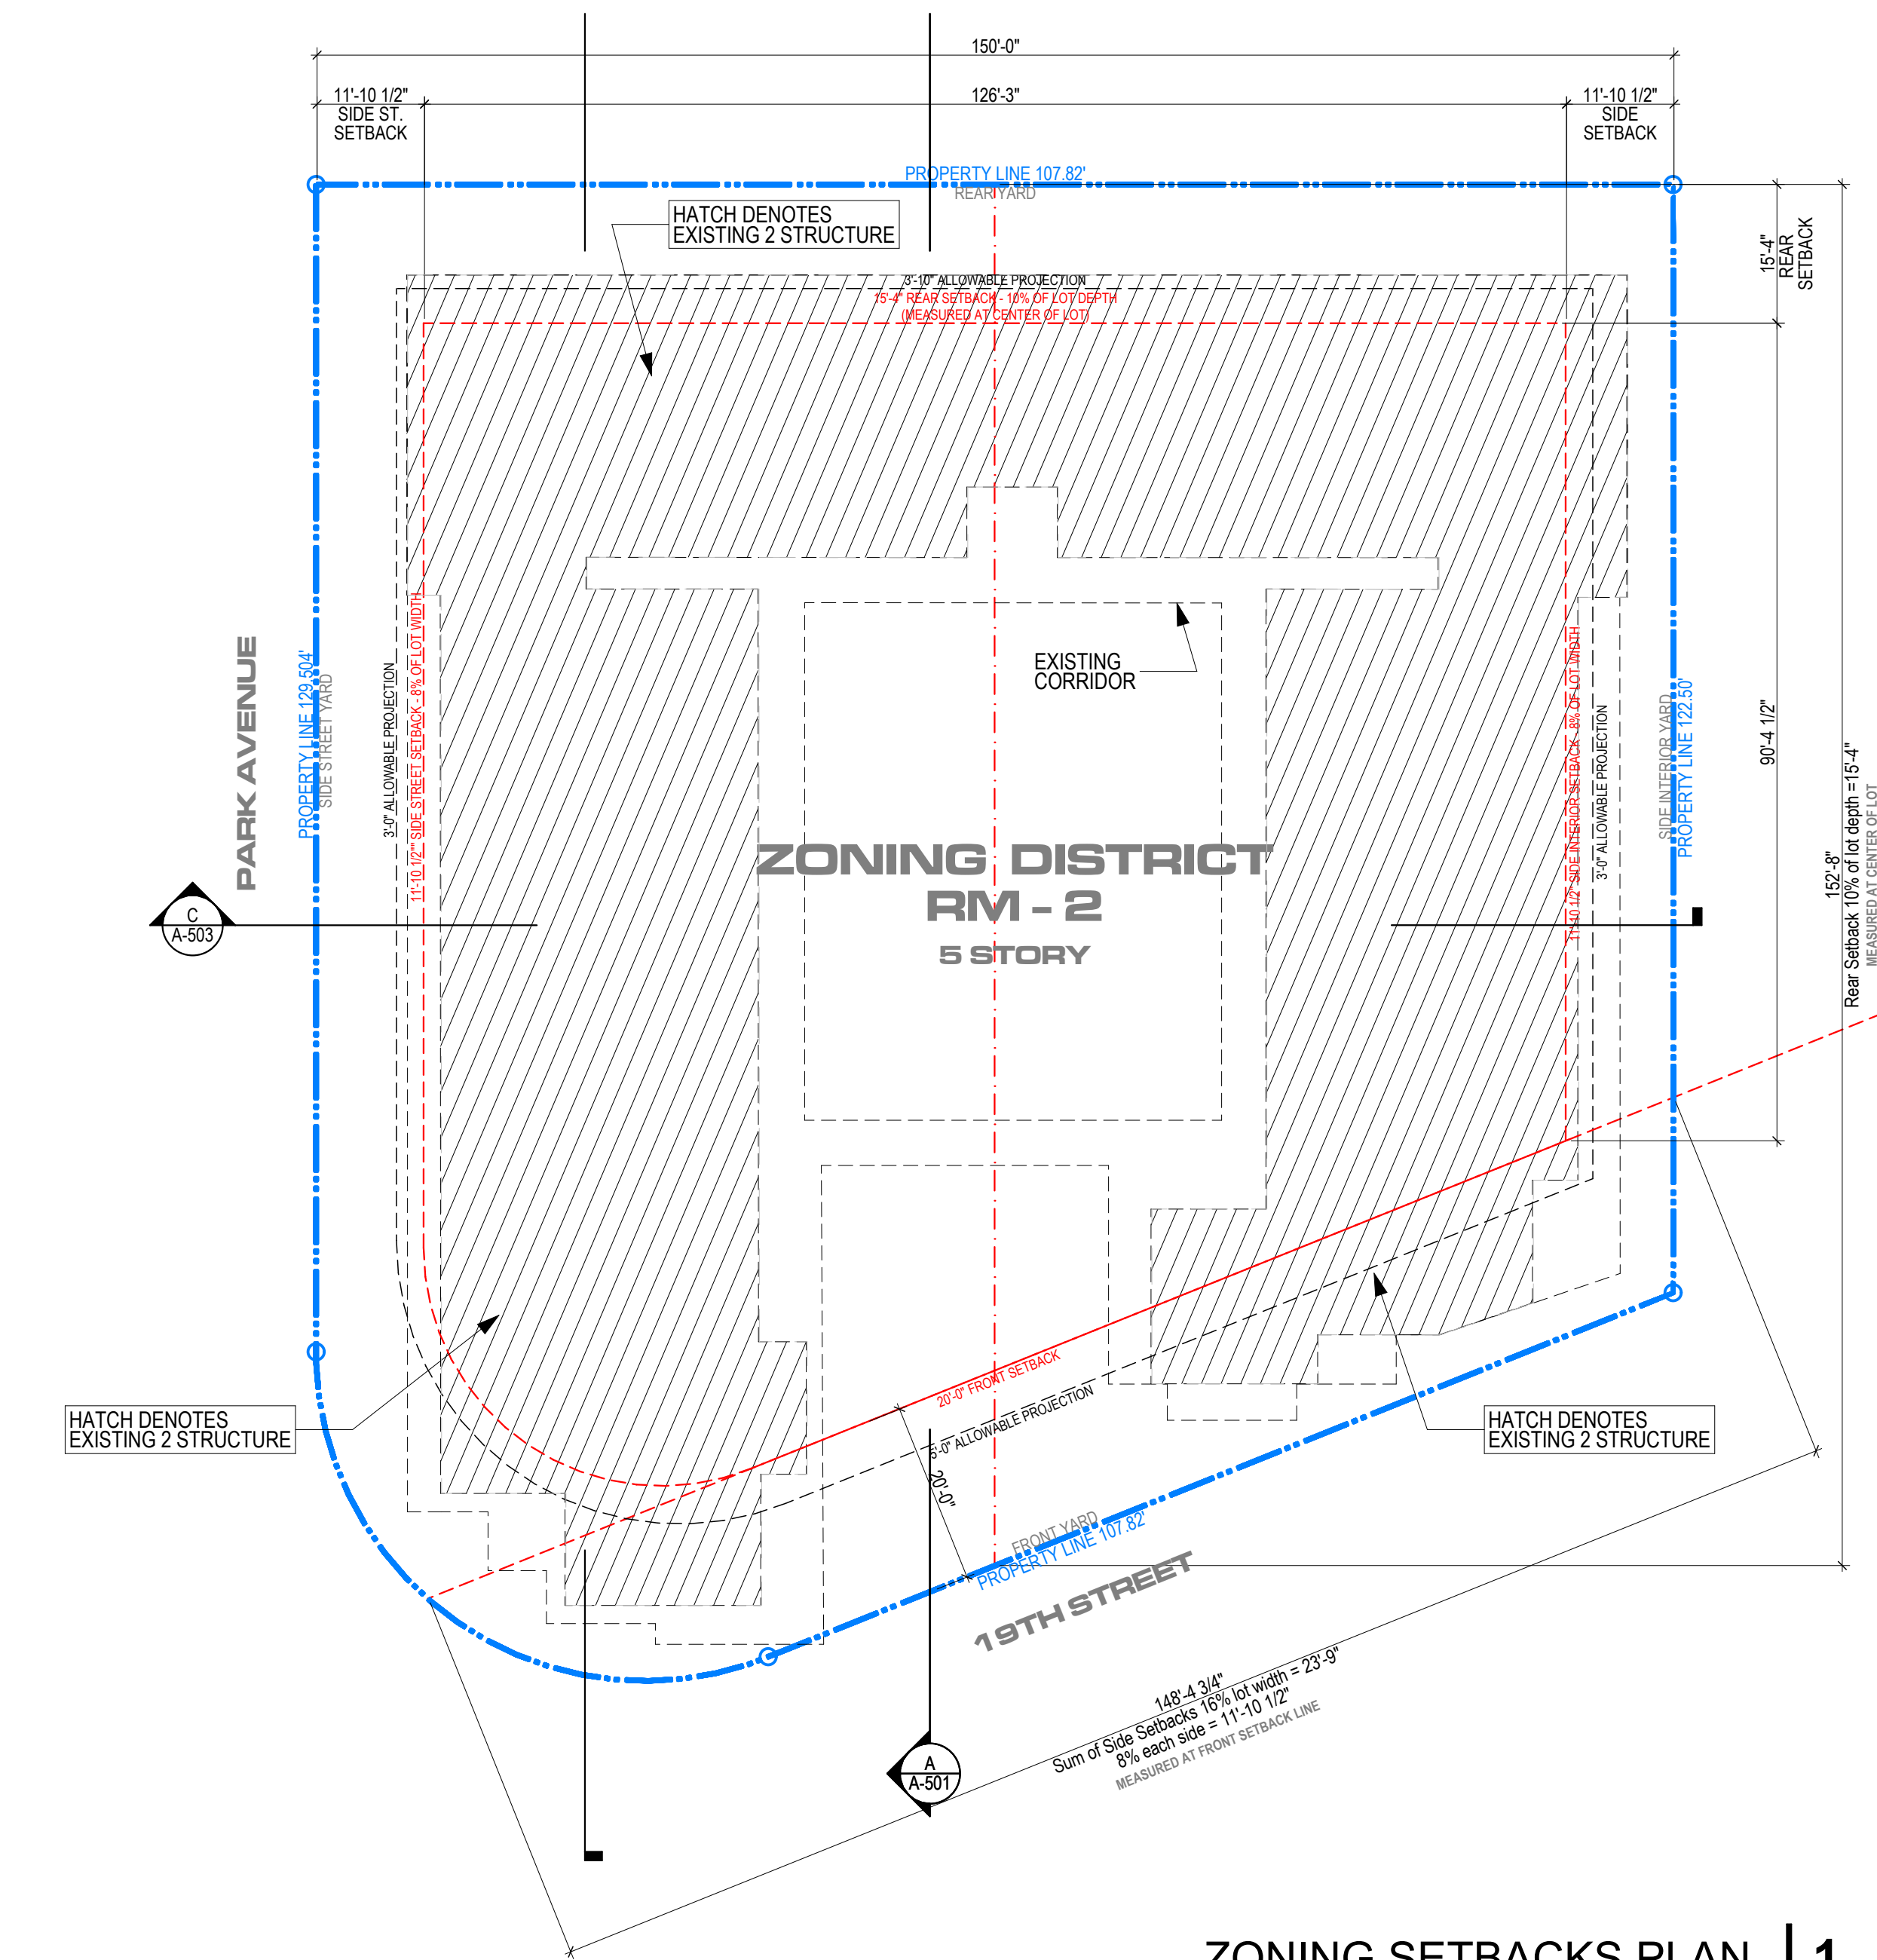 150'-0"
11'-10 1/2"
SIDE ST.
SETBACK
126'-3"
11'-10 1/2"
SIDE
SETBACK
PROPERTY LINE 107.82'
REAR YARD
HATCH DENOTES
EXISTING 2 STRUCTURE
15'-4"
REAR
SETBACK
3'-10" ALLOWABLE PROJECTION
15'-4" REAR SETBACK - 10% OF LOT DEPTH
(MEASURED AT CENTER OF LOT)
EXISTING
CORRIDOR
PARK AVENUE
PROPERTY LINE 129.504'
SIDE STREET YARD
3'-0" ALLOWABLE PROJECTION
11'-10 1/2"" SIDE STREET SETBACK - 8% OF LOT WIDTH
ZONING DISTRICT
RM - 2
5 STORY
11'-10 1/2" SIDE INTERIOR SETBACK - 8% OF LOT WIDTH
3'-0" ALLOWABLE PROJECTION
SIDE INTERIOR YARD
PROPERTY LINE 122.50'
90'-4 1/2"
152'-8"
Rear Setback 10% of lot depth =15'-4"
MEASURED AT CENTER OF LOT
C
A-503
20'-0" FRONT SETBACK
5'-0" ALLOWABLE PROJECTION
20'-0"
HATCH DENOTES
EXISTING 2 STRUCTURE
HATCH DENOTES
EXISTING 2 STRUCTURE
FRONT YARD
PROPERTY LINE 107.82'
19TH STREET
148'-4 3/4"
Sum of Side Setbacks 16% lot width = 23'-9"
8% each side = 11'-10 1/2"
MEASURED AT FRONT SETBACK LINE
A
A-501
ZONING SETBACKS PLAN
1